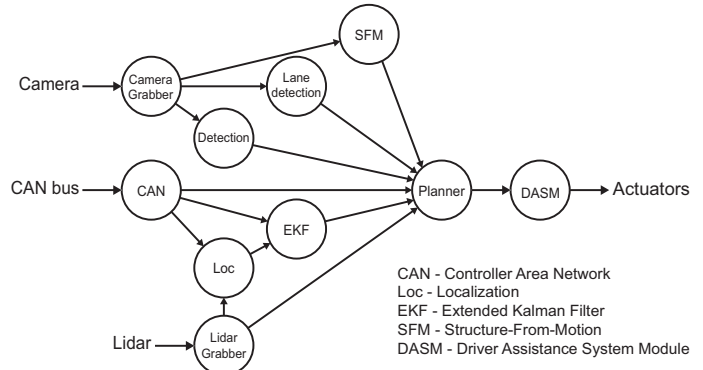 SFM
Camera
Camera
Grabber
Lane
detection
Detection
CAN bus
CAN
Planner
DASM
Actuators
EKF
Loc
Lidar
Lidar
Grabber
CAN - Controller Area Network
Loc - Localization
EKF - Extended Kalman Filter
SFM - Structure-From-Motion
DASM - Driver Assistance System Module